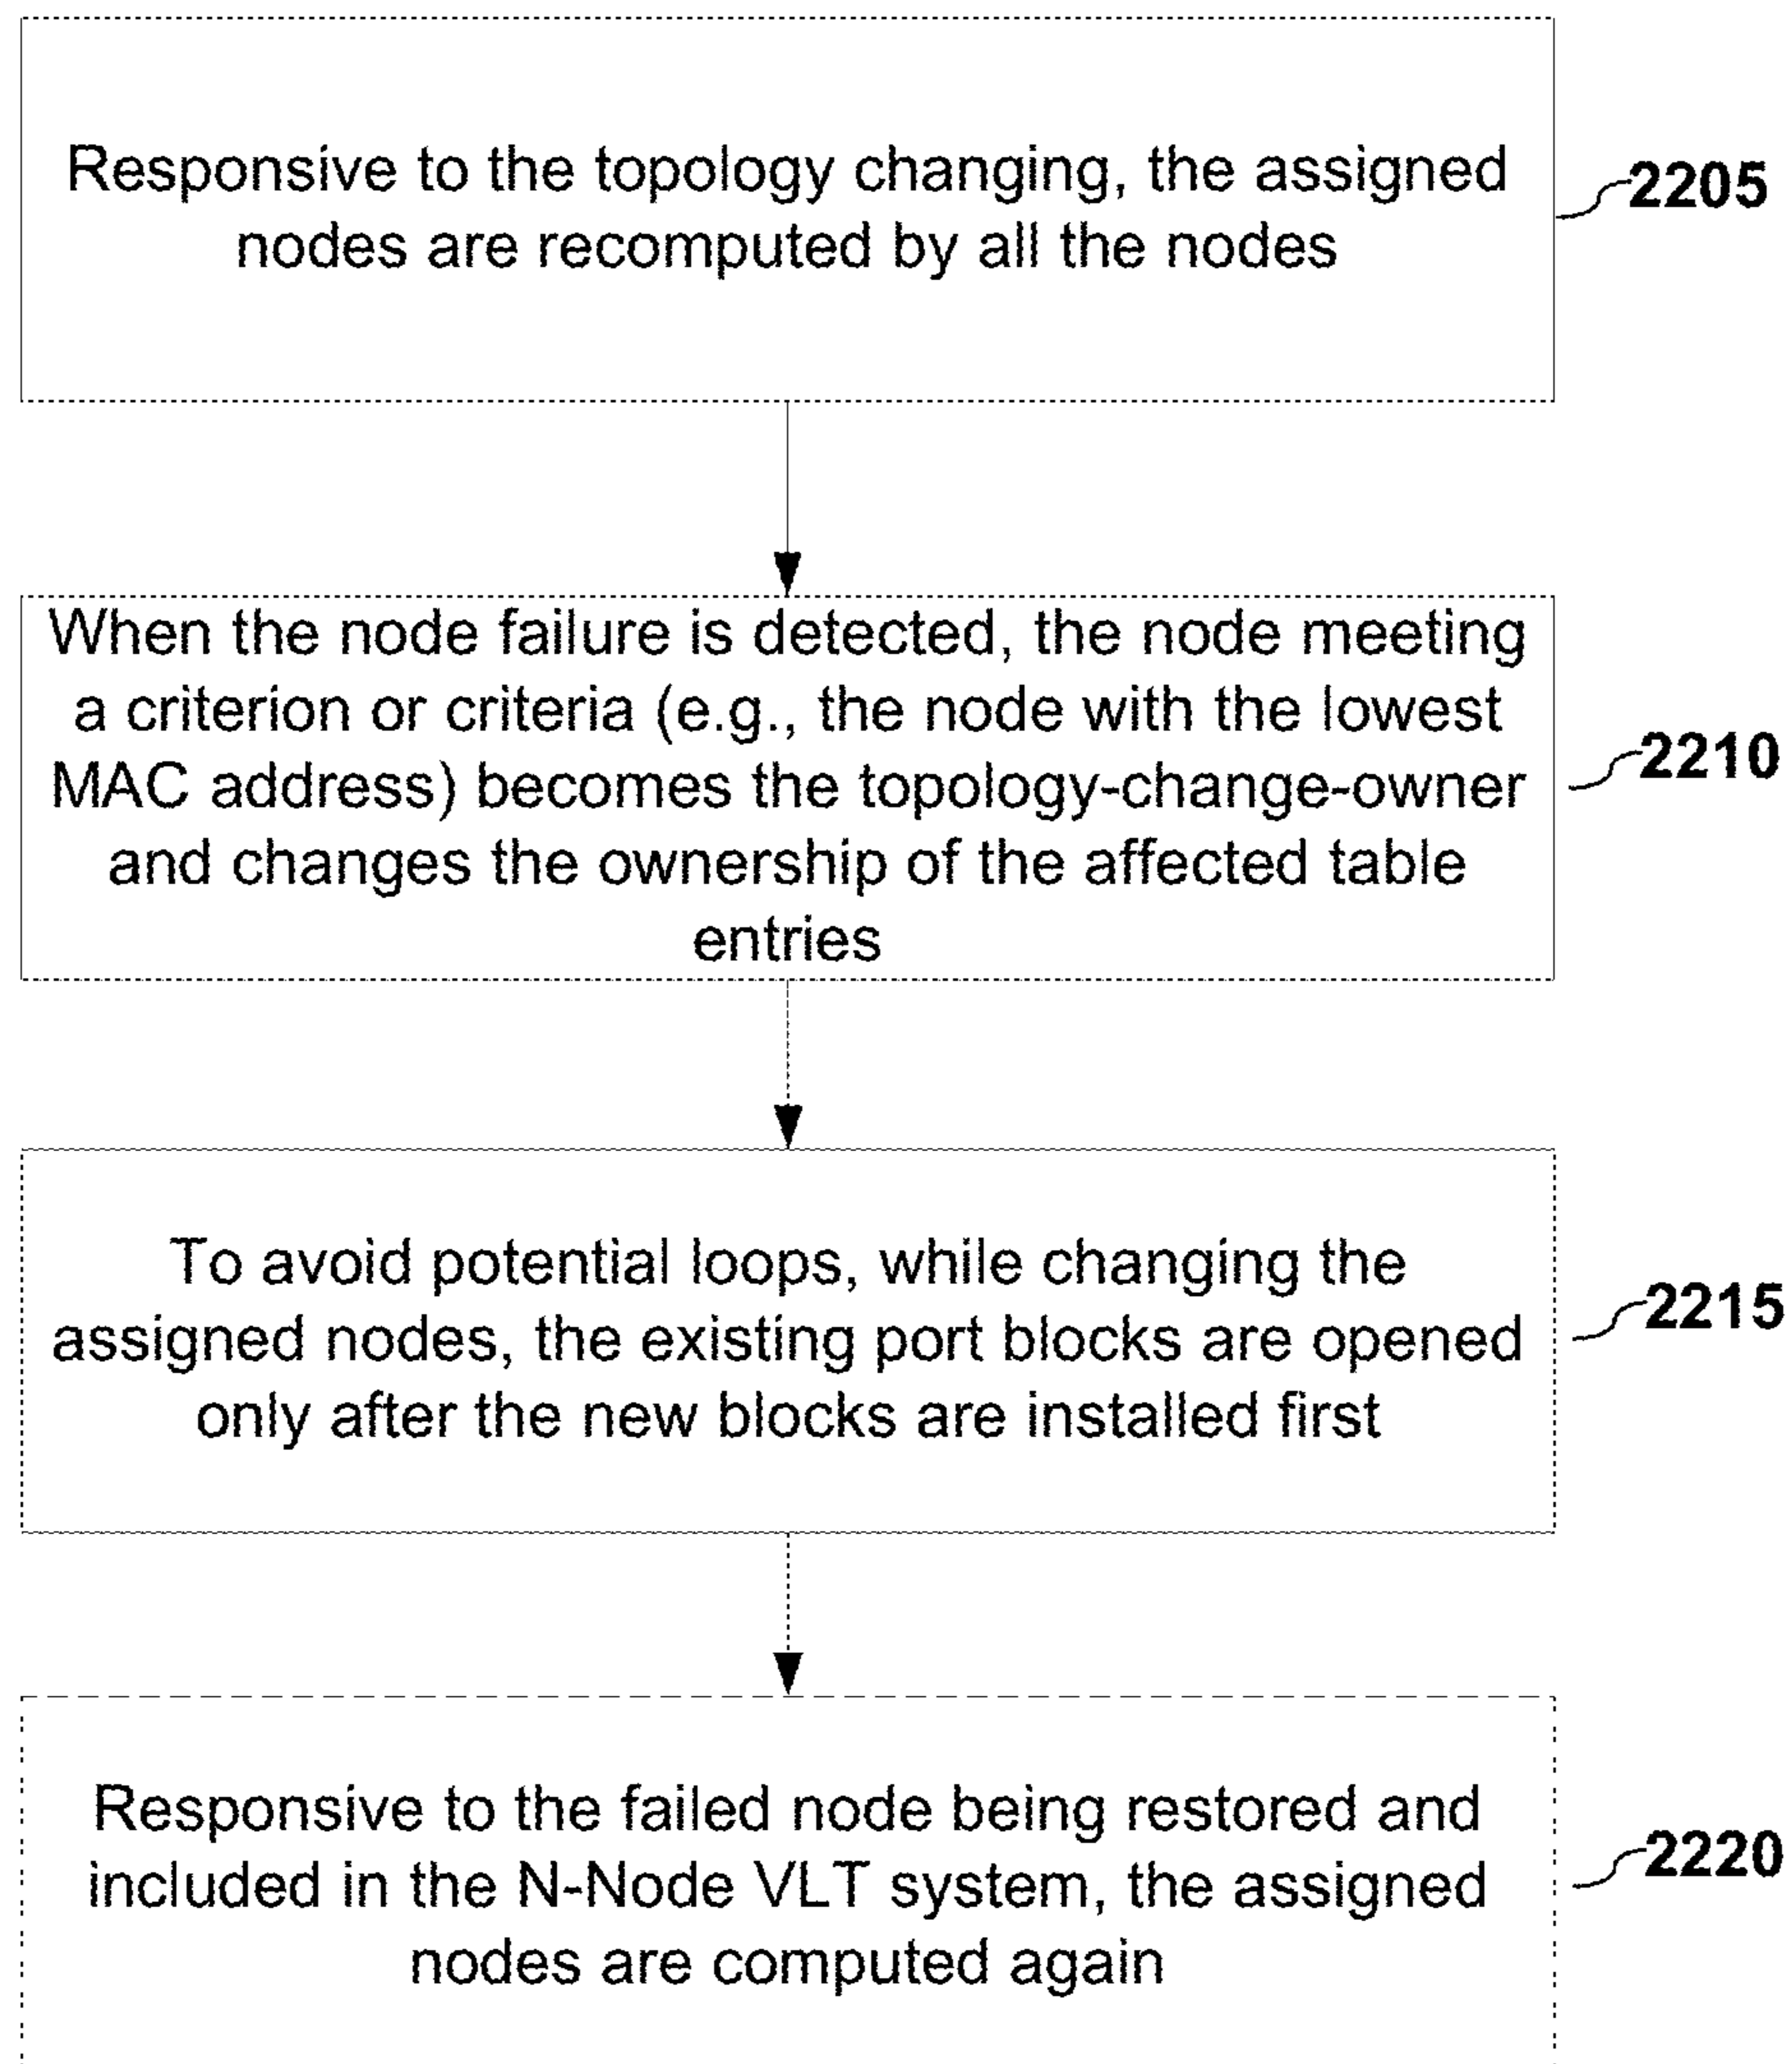 Responsive to the topology changing, the assigned
nodes are recomputed by all the nodes
2205
When the node failure is detected, the node meeting
a criterion or criteria (e.g., the node with the lowest
MAC address) becomes the topology-change-owner
and changes the ownership of the affected table
entries
2210
To avoid potential loops, while changing the
assigned nodes, the existing port blocks are opened
only after the new blocks are installed first
2215
Responsive to the failed node being restored and
included in the N-Node VLT system, the assigned
nodes are computed again
2220